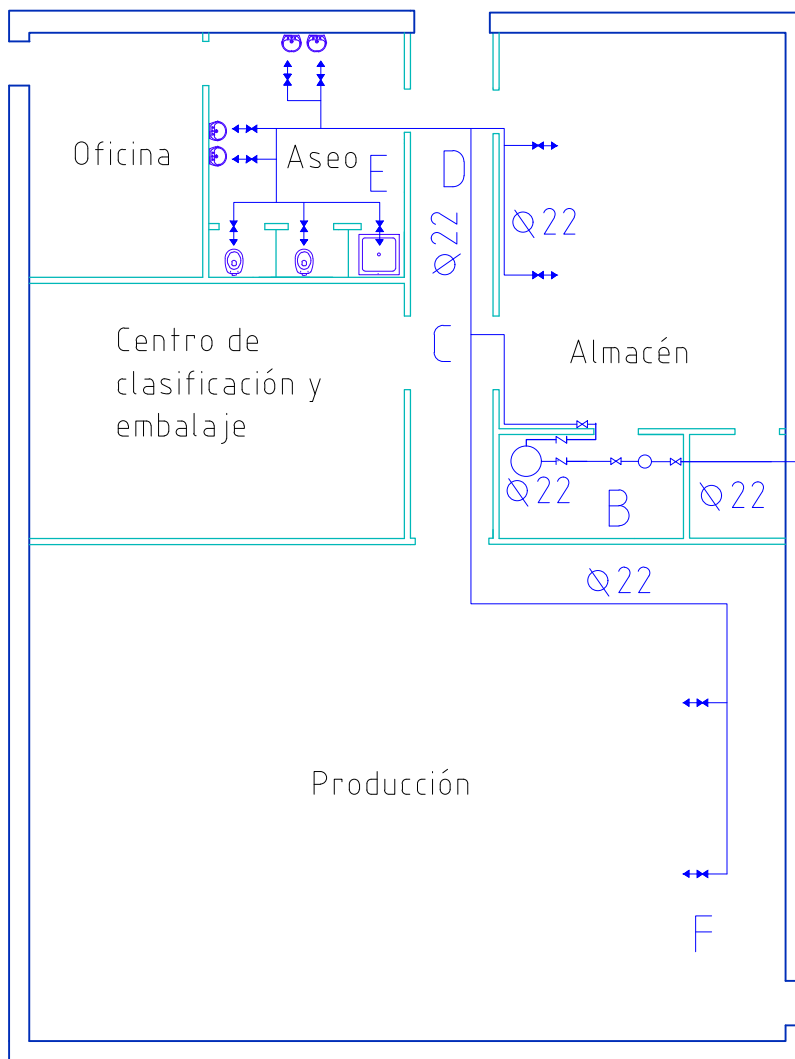 Oficina
Aseo
E
D
Ø22
Ø22
Centro de
clasificación y
embalaje
C
Almacén
Ø22
B
Ø22
Ø22
Producción
F